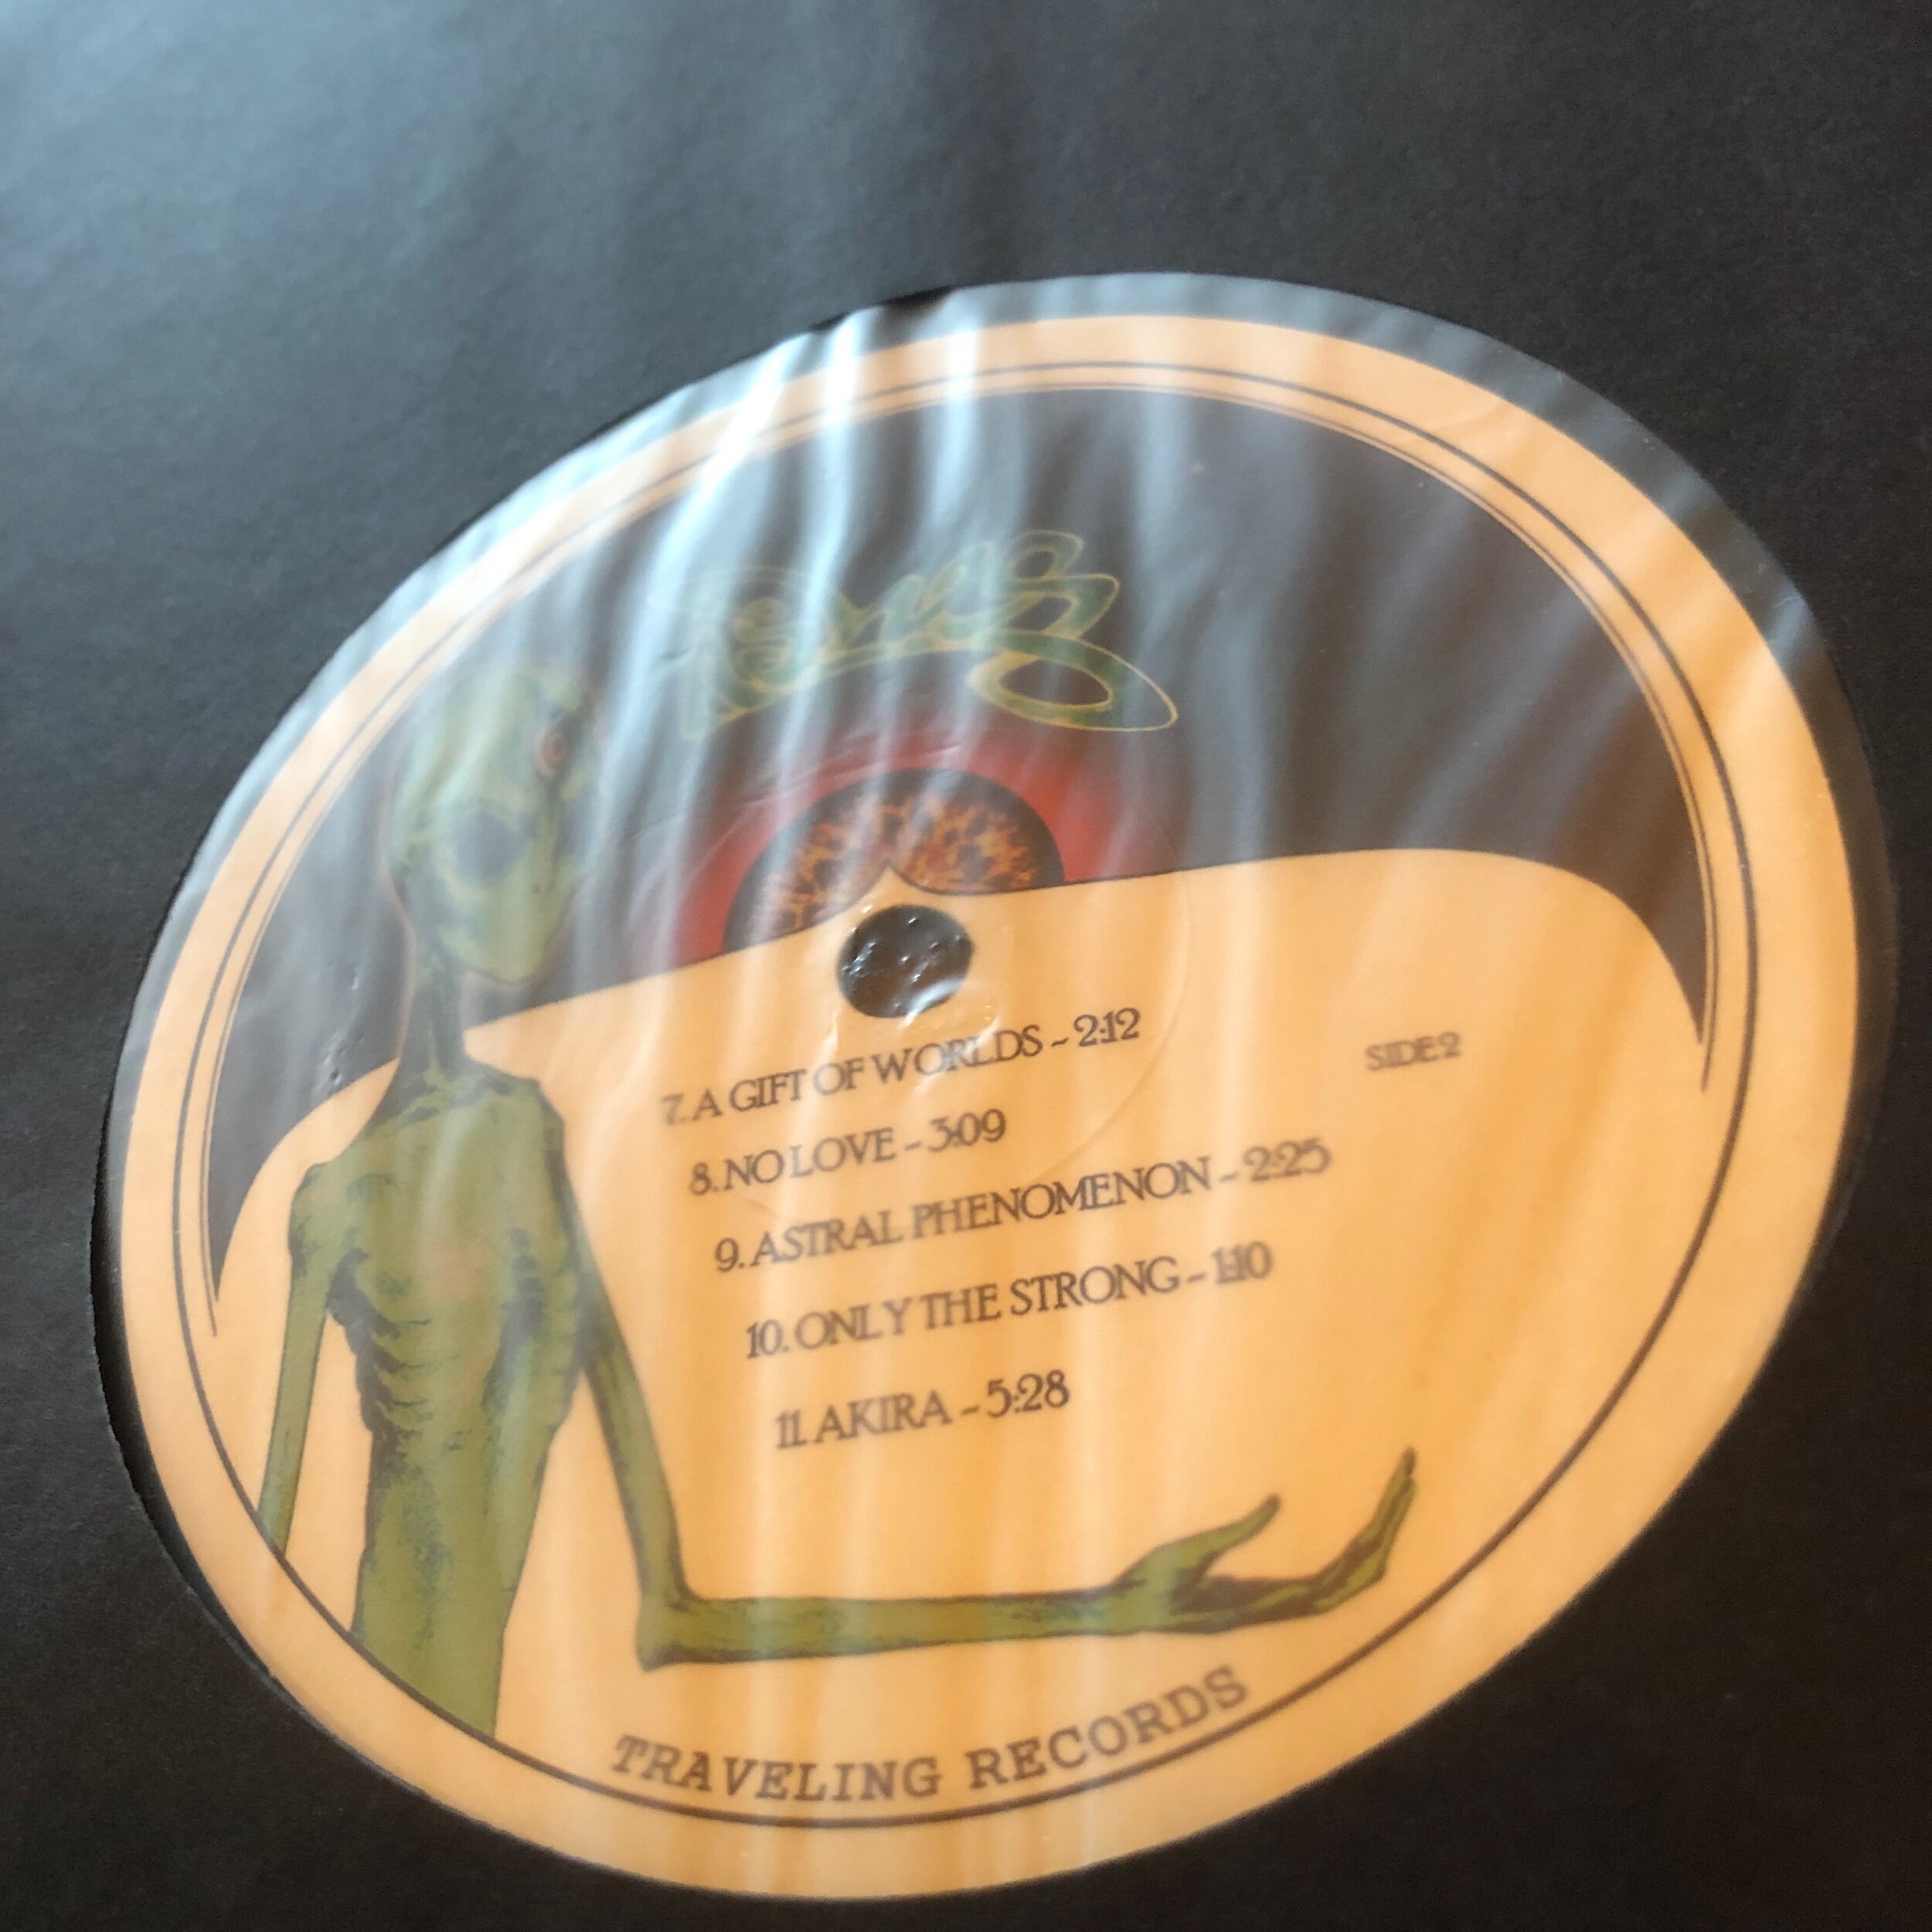 7. A GIFT OF WORLDS ~ 2:12
SIDE 2
8. NO LOVE ~ 3:09
9. ASTRAL PHENOMENON ~ 2:25
10. ONLY THE STRONG ~ 1:10
11. AKIRA ~ 5:28
TRAVELING RECORDS